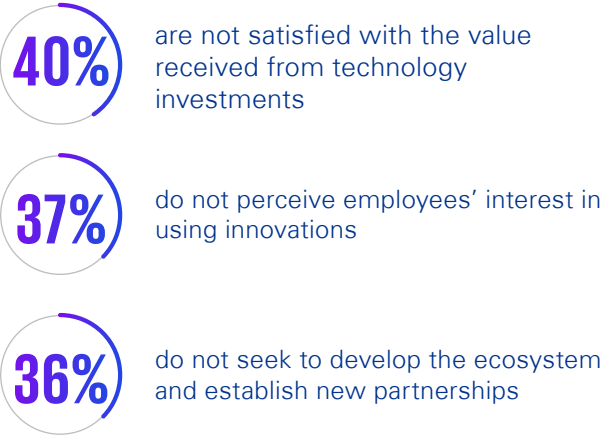 40%
are not satisfied with the value
received from technology
investments
37%
do not perceive employees’ interest in
using innovations
36%
do not seek to develop the ecosystem
and establish new partnerships